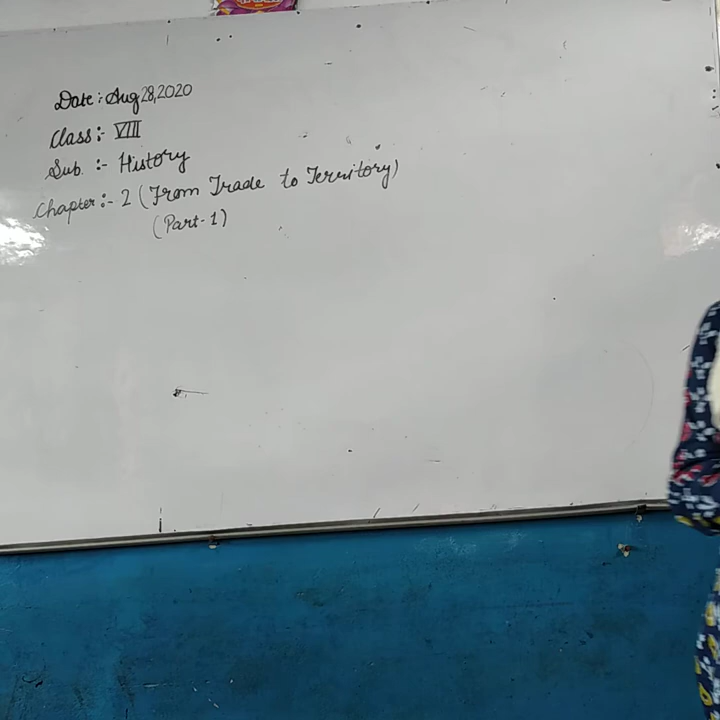 Date :- Aug 28, 2020
Class :- VIII
Sub. :- History
Chapter :- 2 (From Trade to Territory)
(Part - 1)